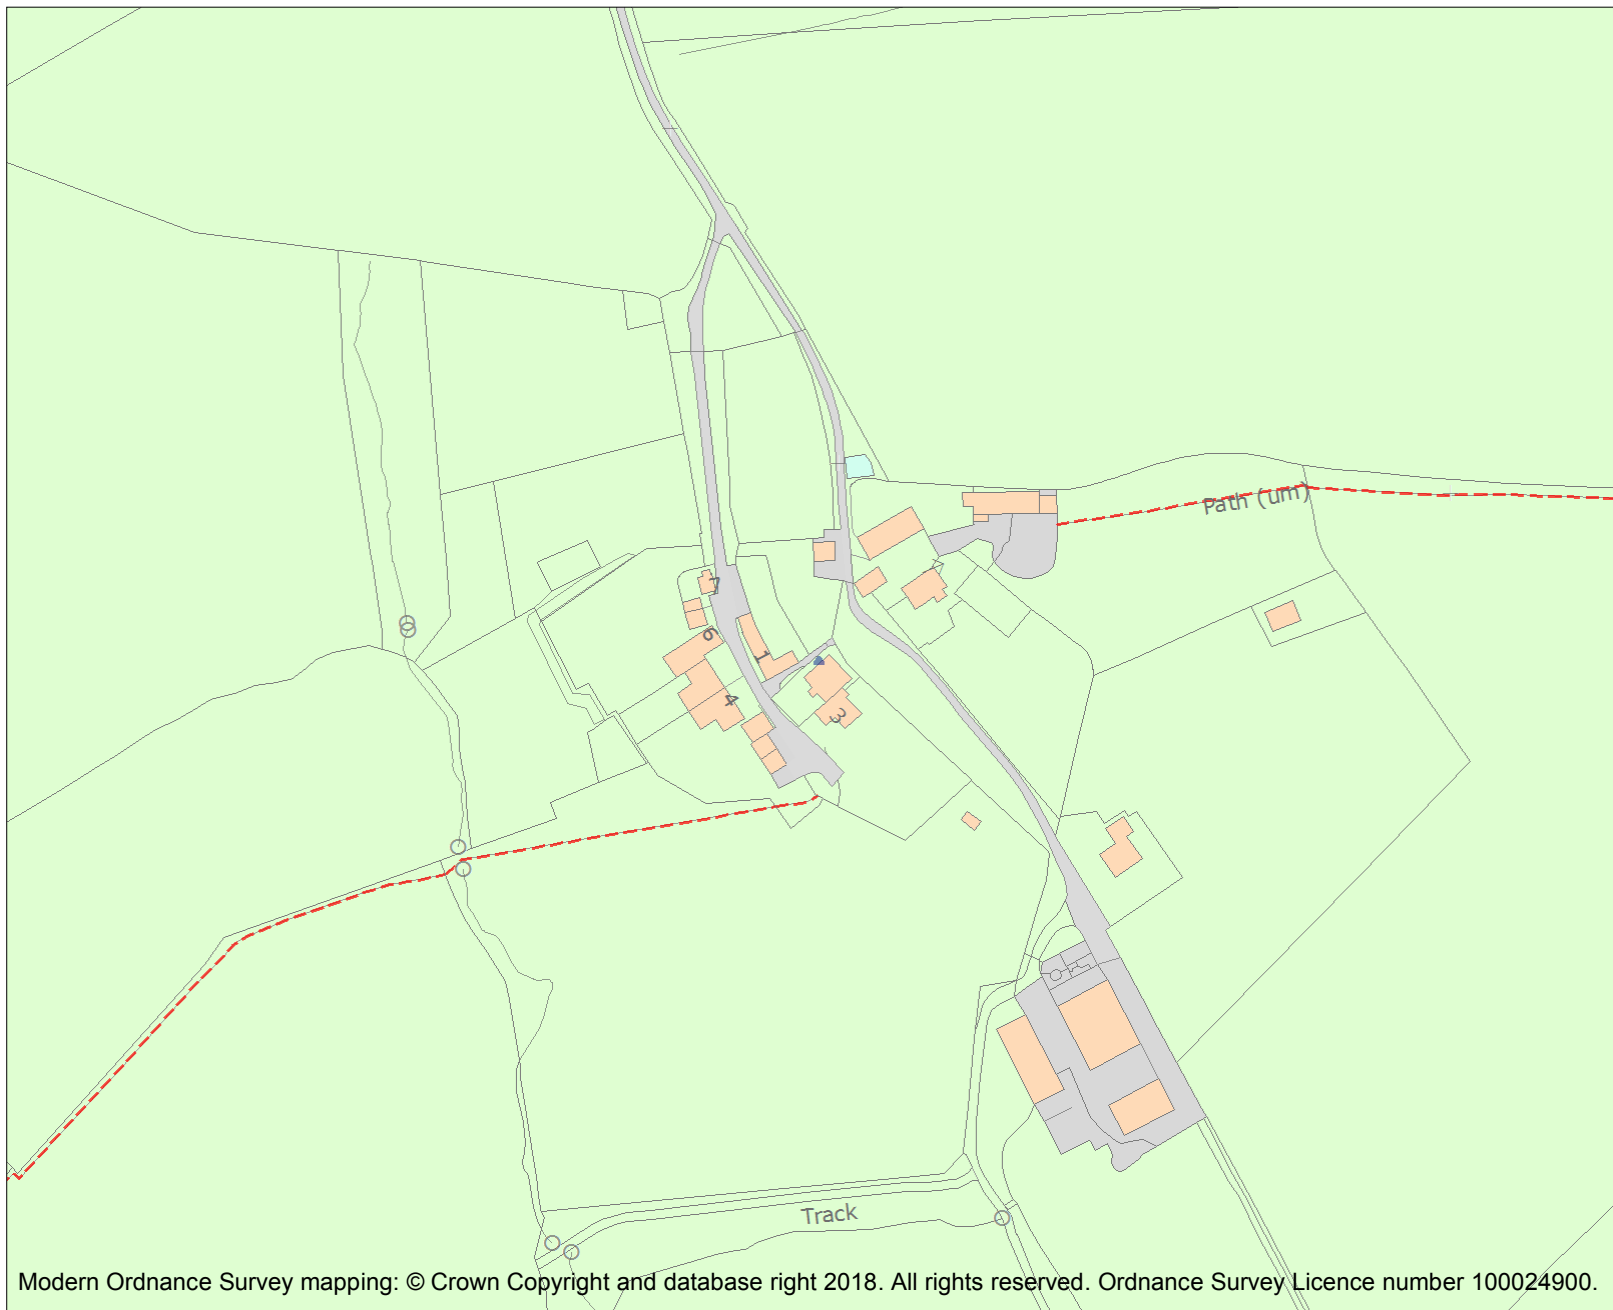 Path (um)
7
6
1
4
3
Track
Modern Ordnance Survey mapping: © Crown Copyright and database right 2018. All rights reserved. Ordnance Survey Licence number 100024900.